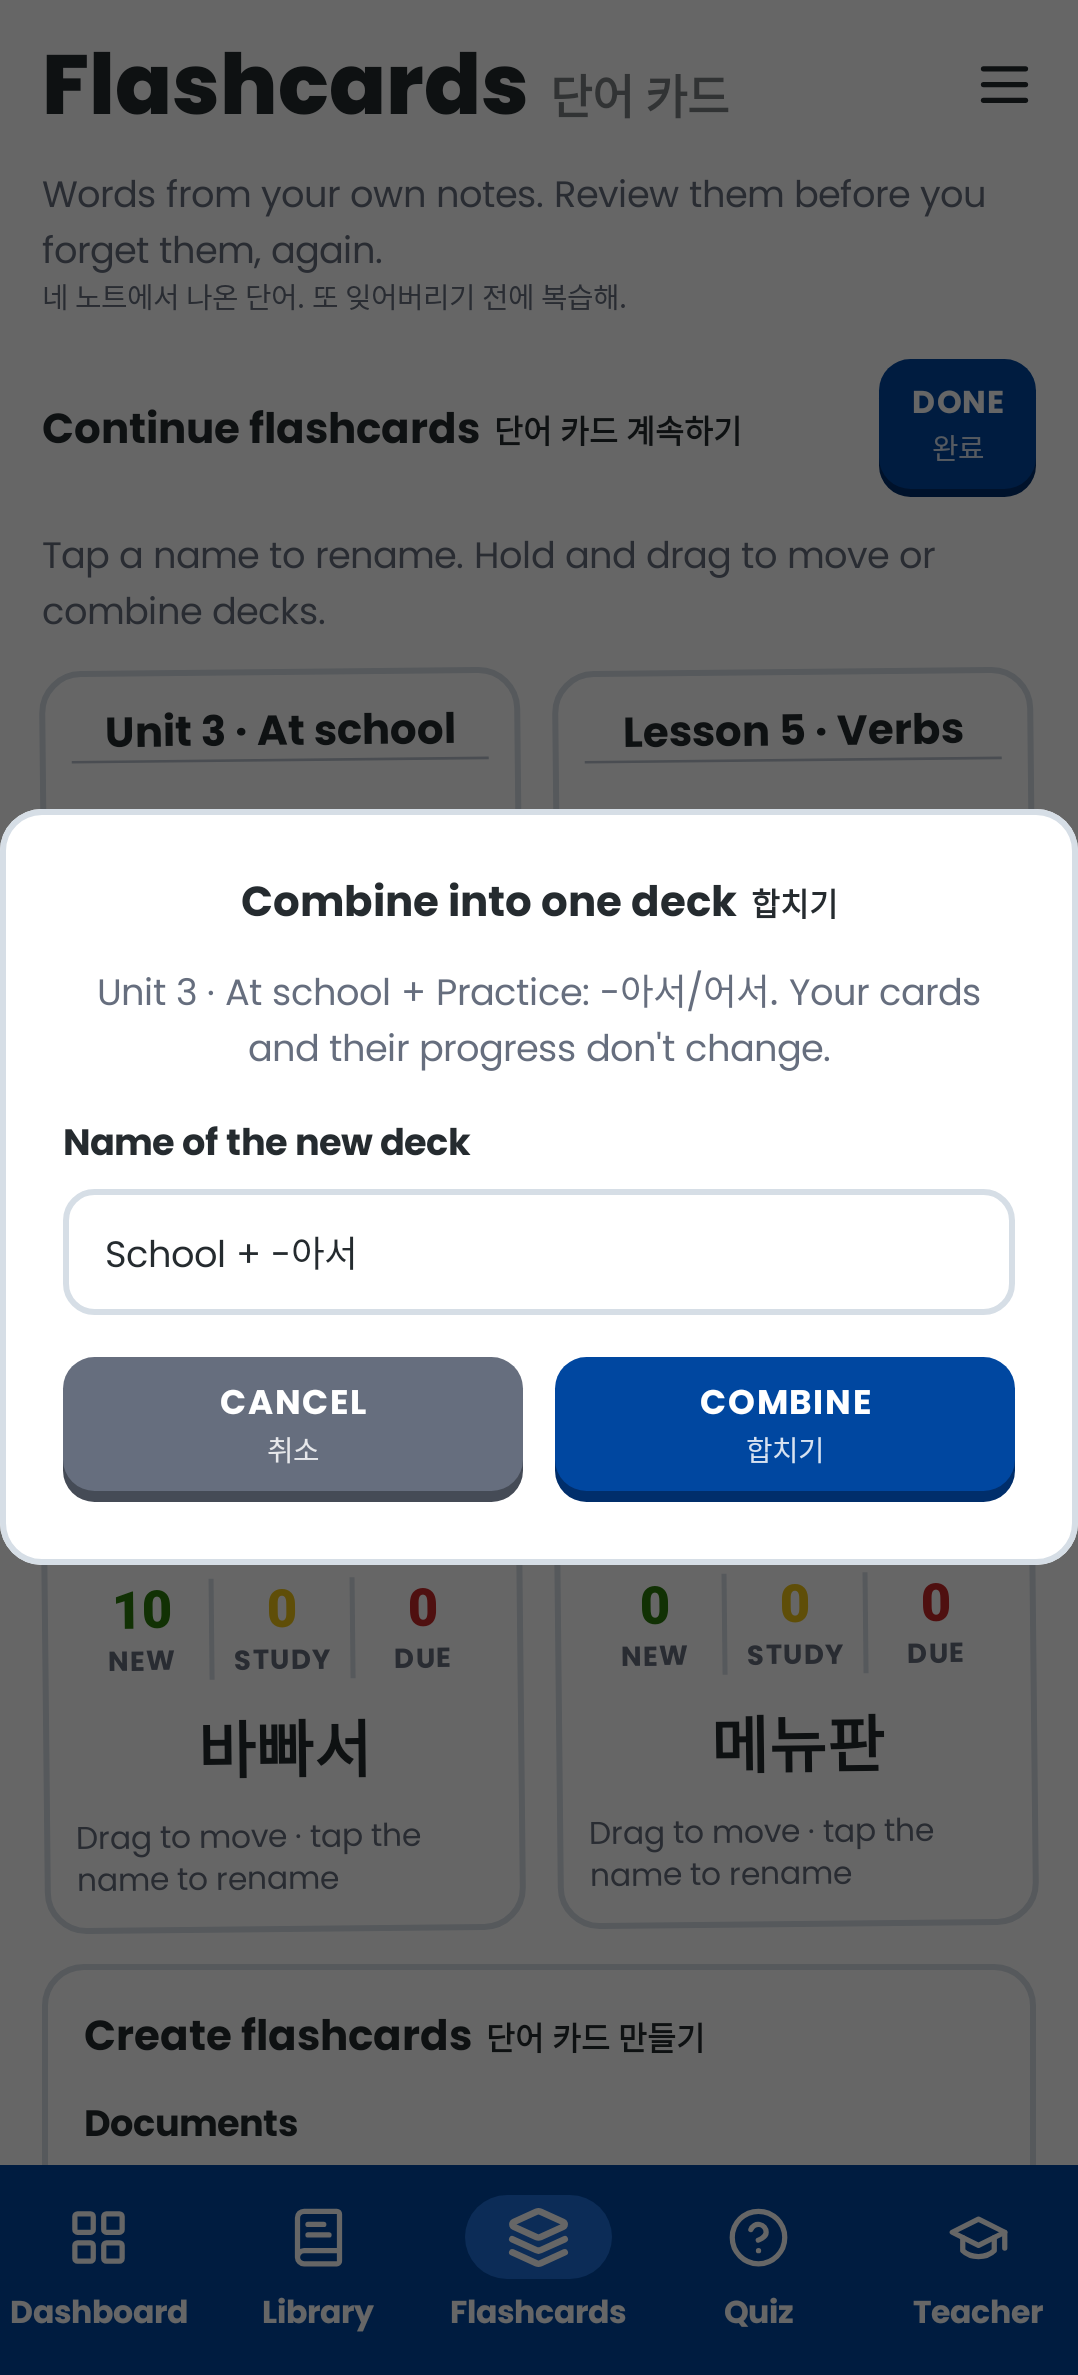 Flashcards 단어 카드
Words from your own notes. Review them before you
forget them, again.
네 노트에서 나온 단어. 또 잊어버리기 전에 복습해.
Continue flashcards 단어 카드 계속하기
DONE
완료
Tap a name to rename. Hold and drag to move or
combine decks.
Unit 3 · At school
Lesson 5 · Verbs
Combine into one deck 합치기
Unit 3 · At school + Practice: -아서/어서. Your cards
and their progress don't change.
Name of the new deck
School + -아서
CANCEL
취소
COMBINE
합치기
10 0 0
NEW STUDY DUE
바빠서
Drag to move · tap the
name to rename
0 0 0
NEW STUDY DUE
메뉴판
Drag to move · tap the
name to rename
Create flashcards 단어 카드 만들기
Documents
Dashboard Library Flashcards Quiz Teacher